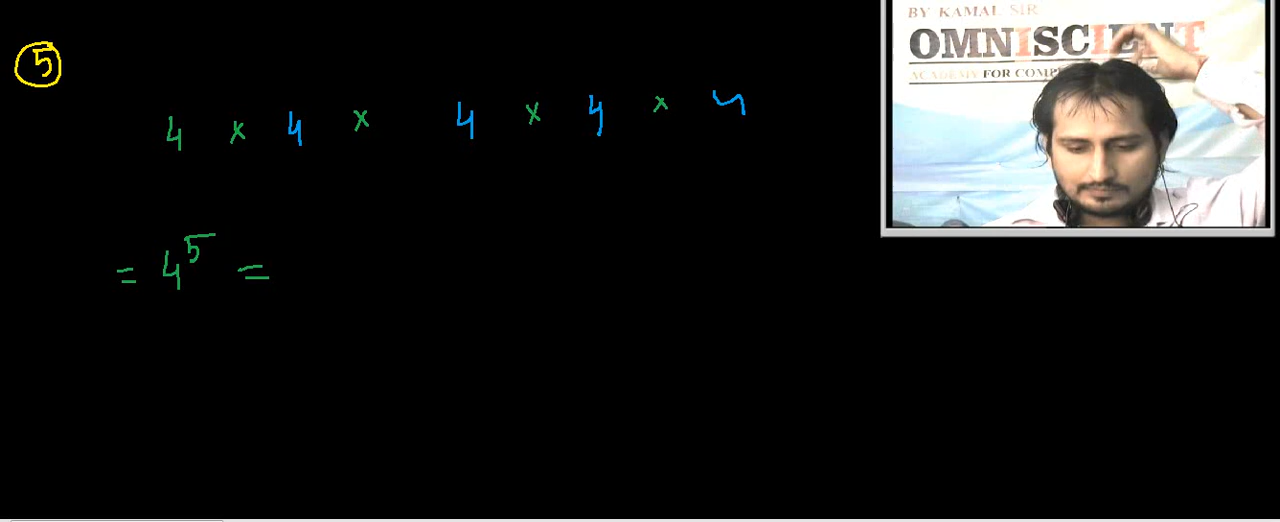 BY KAMAL SIR
OMNISCIENT
ACADEMY FOR COMP
5
4 x 4 x 4 x 4 x 4
= 4^5 =